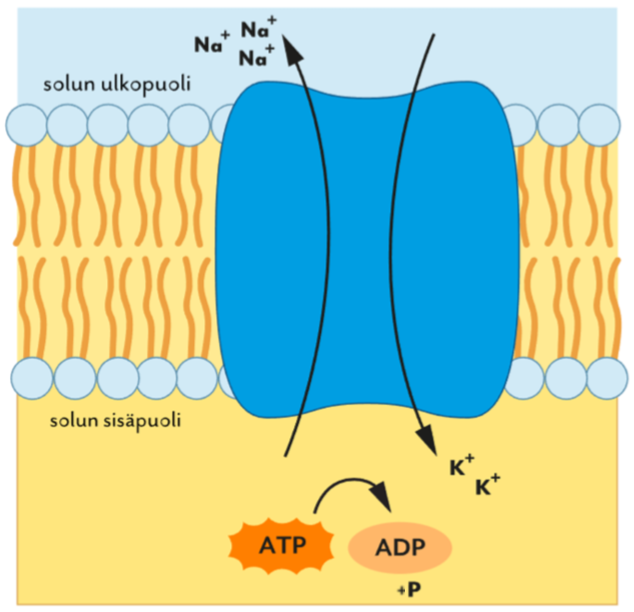 Na⁺ Na⁺
Na⁺
solun ulkopuoli
solun sisäpuoli
K⁺
K⁺
ATP
ADP
+P